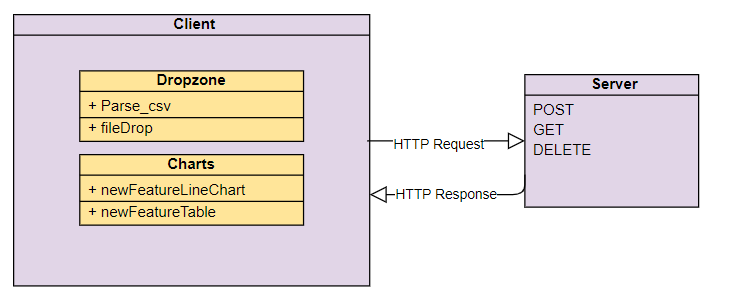 Client
Dropzone
+ Parse_csv
+ fileDrop
Charts
+ newFeatureLineChart
+ newFeatureTable
HTTP Request
HTTP Response
Server
POST
GET
DELETE